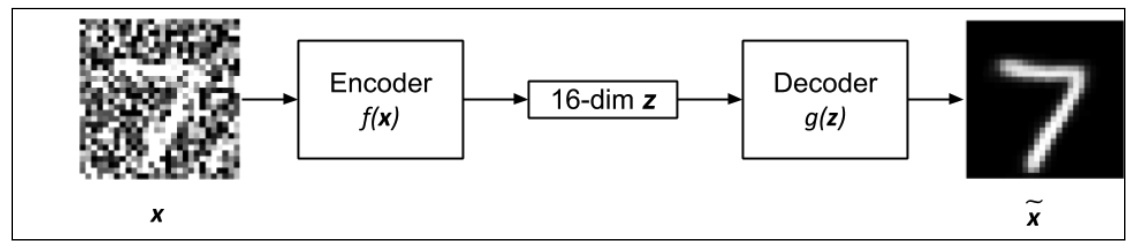 Encoder
f(x)
16-dim z
Decoder
g(z)
x
x̃